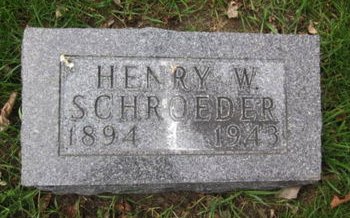 HENRY W.
SCHROEDER
1894 1943